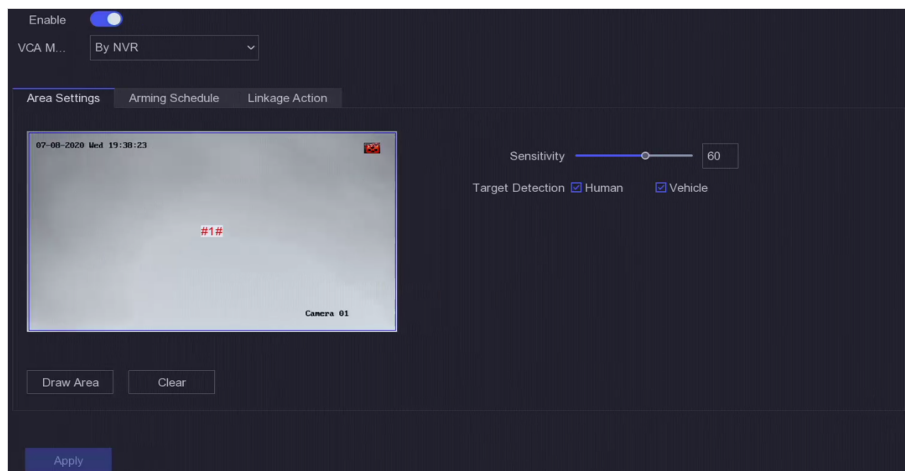 Enable
VCA M... By NVR
Area Settings Arming Schedule Linkage Action
07-08-2020 Wed 19:38:23
Sensitivity 60
Target Detection Human Vehicle
#1#
Camera 01
Draw Area Clear
Apply